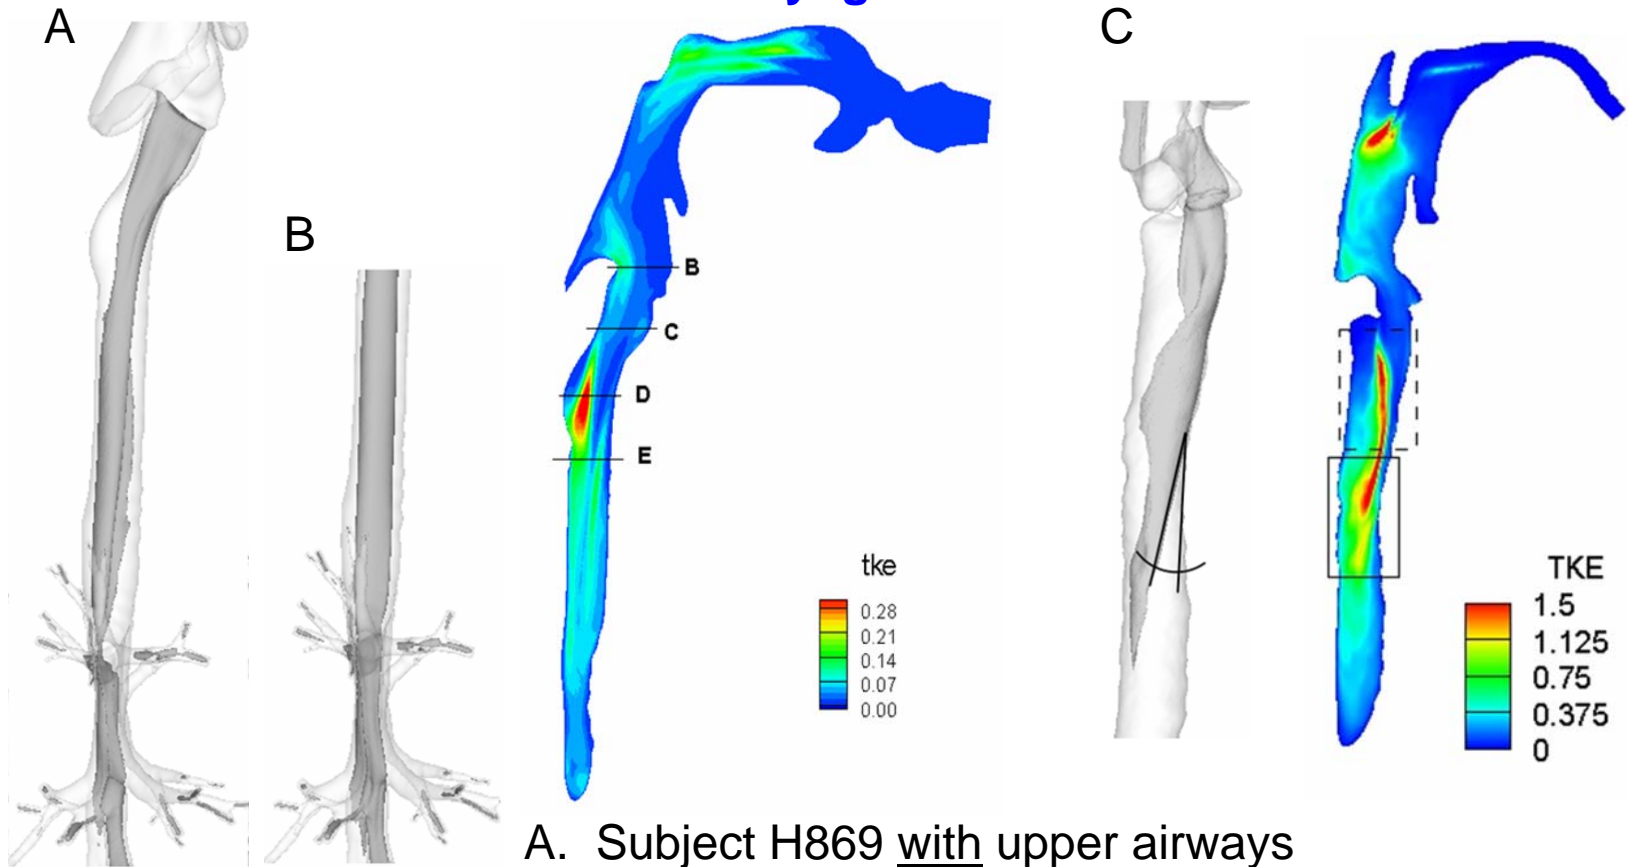 A
C
B
B
C
D
E
tke
0.28
0.21
0.14
0.07
0.00
TKE
1.5
1.125
0.75
0.375
0
A. Subject H869 with upper airways